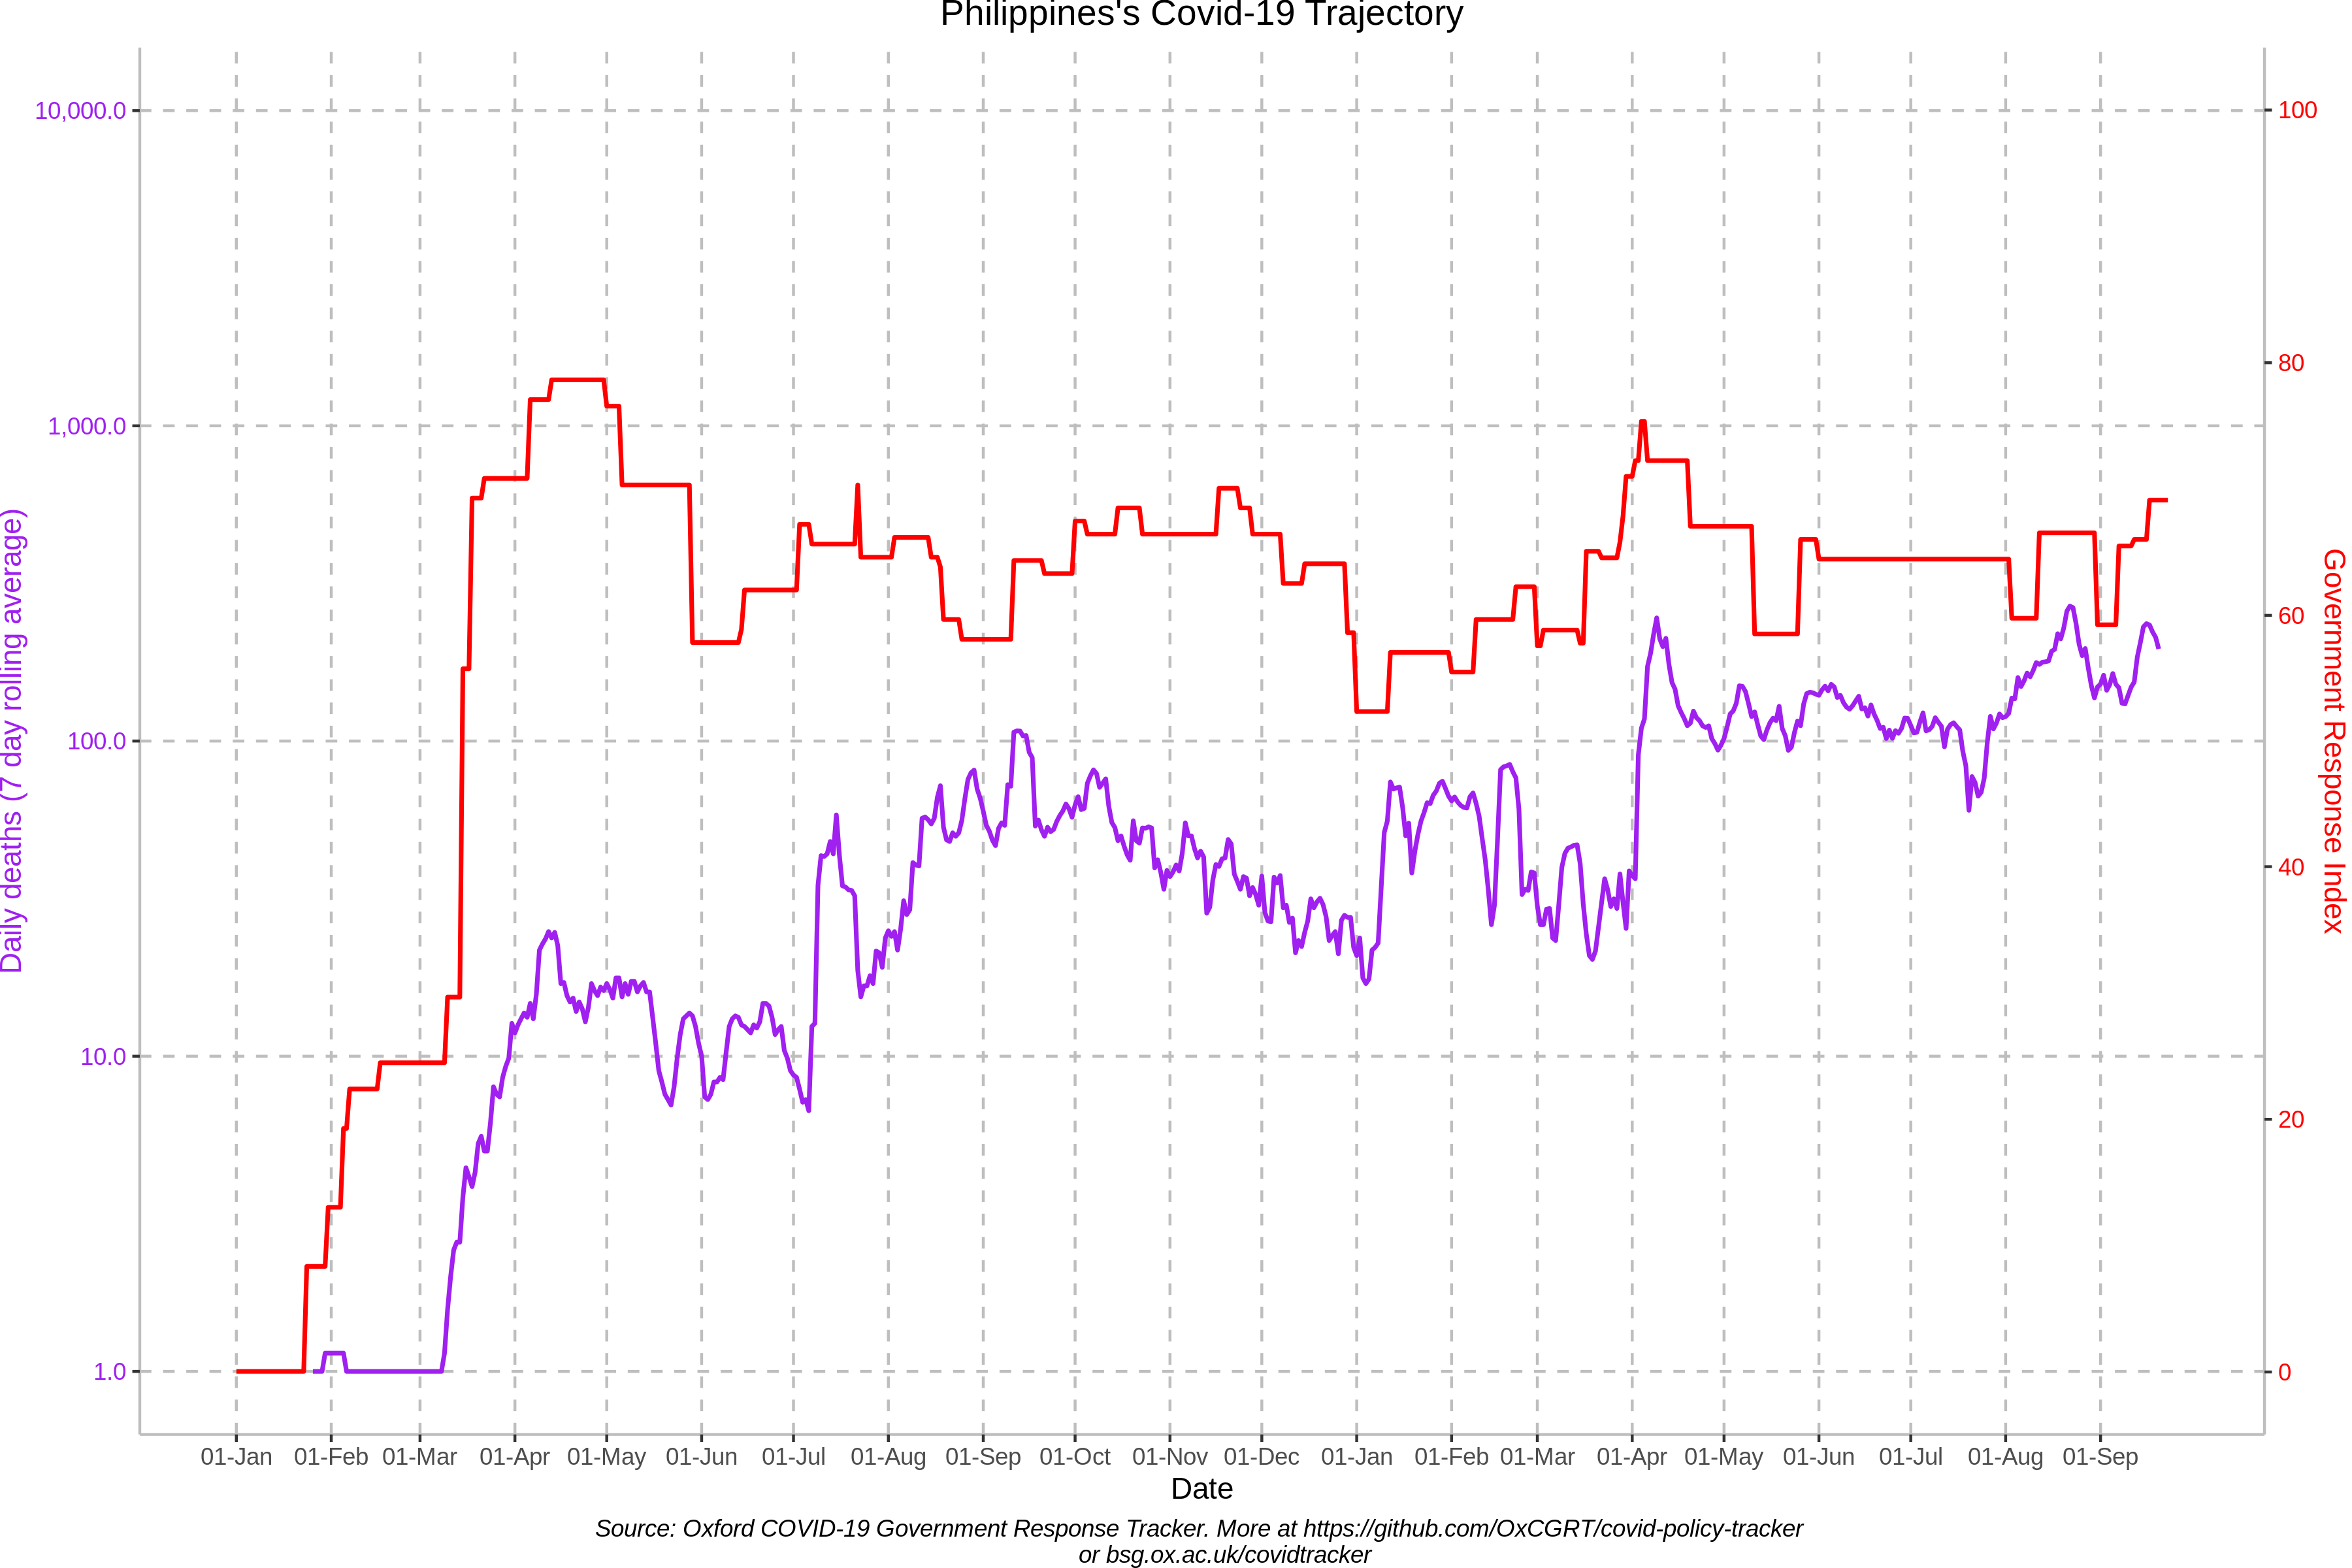 Philippines's Covid-19 Trajectory
10,000.0
1,000.0
100.0
10.0
1.0
Daily deaths (7 day rolling average)
100
80
60
40
20
0
Government Response Index
01-Jan 01-Feb 01-Mar 01-Apr 01-May 01-Jun 01-Jul 01-Aug 01-Sep 01-Oct 01-Nov 01-Dec 01-Jan 01-Feb 01-Mar 01-Apr 01-May 01-Jun 01-Jul 01-Aug 01-Sep
Date
Source: Oxford COVID-19 Government Response Tracker. More at https://github.com/OxCGRT/covid-policy-tracker
or bsg.ox.ac.uk/covidtracker